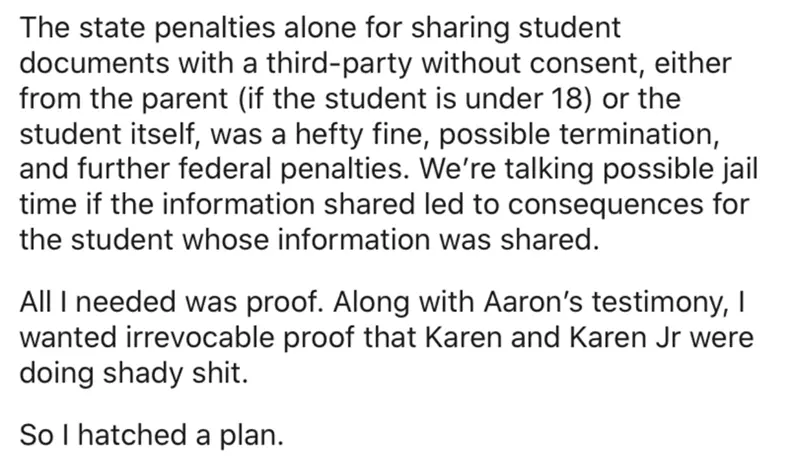 The state penalties alone for sharing student
documents with a third-party without consent, either
from the parent (if the student is under 18) or the
student itself, was a hefty fine, possible termination,
and further federal penalties. We’re talking possible jail
time if the information shared led to consequences for
the student whose information was shared.
All I needed was proof. Along with Aaron’s testimony, I
wanted irrevocable proof that Karen and Karen Jr were
doing shady shit.
So I hatched a plan.